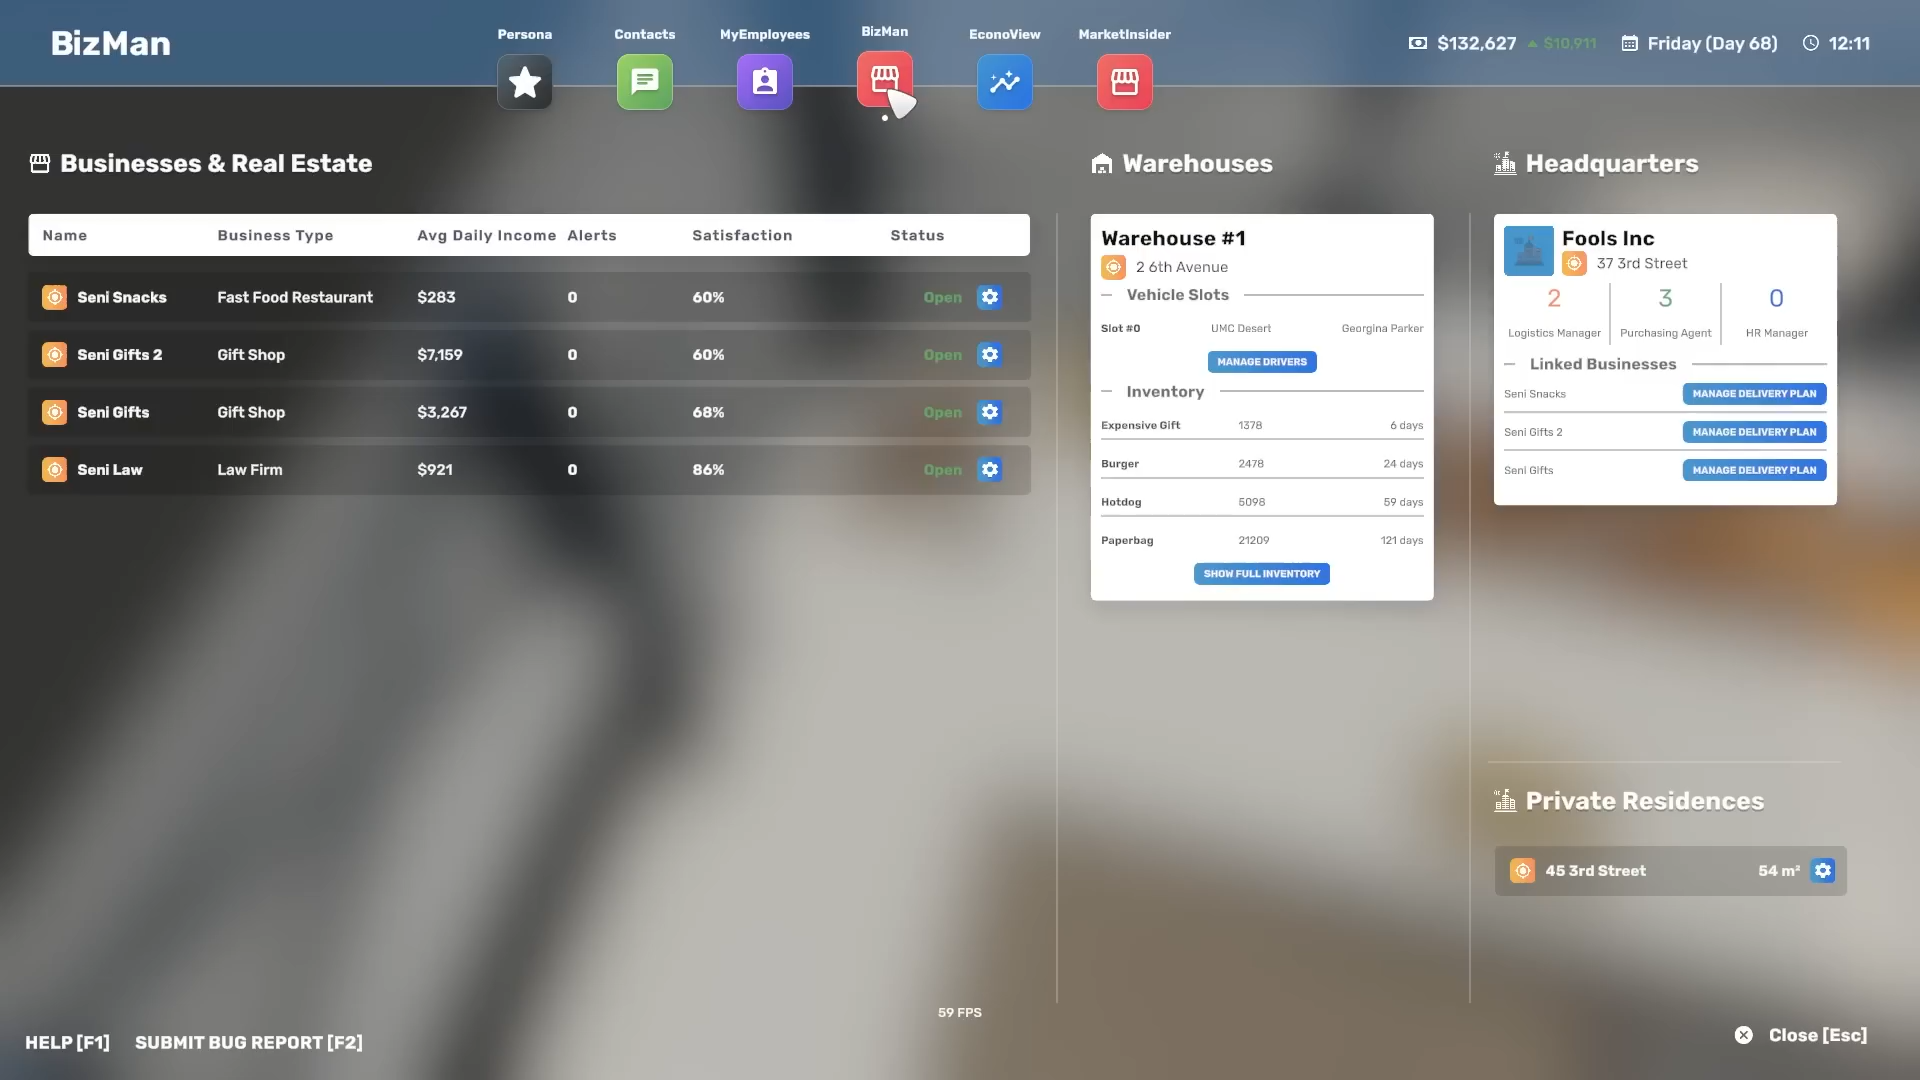 BizMan
Persona
Contacts
MyEmployees
BizMan
EconoView
MarketInsider
$132,627 $10,911 Friday (Day 68) 12:11
Businesses & Real Estate
Name Business Type Avg Daily Income Alerts Satisfaction Status
Seni Snacks Fast Food Restaurant $283 0 60% Open
Seni Gifts 2 Gift Shop $7,159 0 60% Open
Seni Gifts Gift Shop $3,267 0 68% Open
Seni Law Law Firm $921 0 86% Open
Warehouses
Warehouse #1
2 6th Avenue
Vehicle Slots
Slot #0 UMC Desert Georgina Parker
MANAGE DRIVERS
Inventory
Expensive Gift 1378 6 days
Burger 2478 24 days
Hotdog 5098 59 days
Paperbag 21209 121 days
SHOW FULL INVENTORY
Headquarters
Fools Inc
37 3rd Street
2 3 0
Logistics Manager Purchasing Agent HR Manager
Linked Businesses
Seni Snacks MANAGE DELIVERY PLAN
Seni Gifts 2 MANAGE DELIVERY PLAN
Seni Gifts MANAGE DELIVERY PLAN
Private Residences
45 3rd Street 54 m²
59 FPS
HELP [F1] SUBMIT BUG REPORT [F2]
Close [Esc]